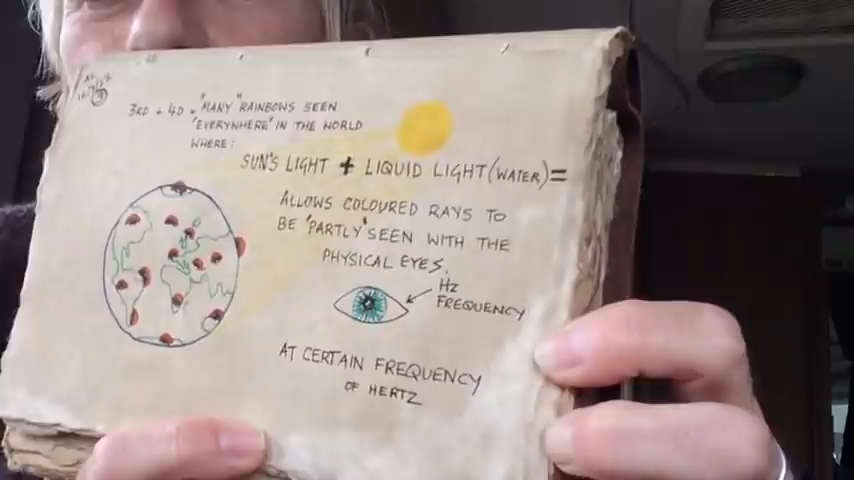 3RD + 4D = "MANY" RAINBOWS SEEN
'EVERYWHERE' IN THE WORLD
WHERE:
SUN'S LIGHT + LIQUID LIGHT (WATER) =
ALLOWS COLOURED RAYS TO
BE 'PARTLY' SEEN WITH THE
PHYSICAL EYES.
HZ
FREQUENCY
AT CERTAIN FREQUENCY
OF HERTZ